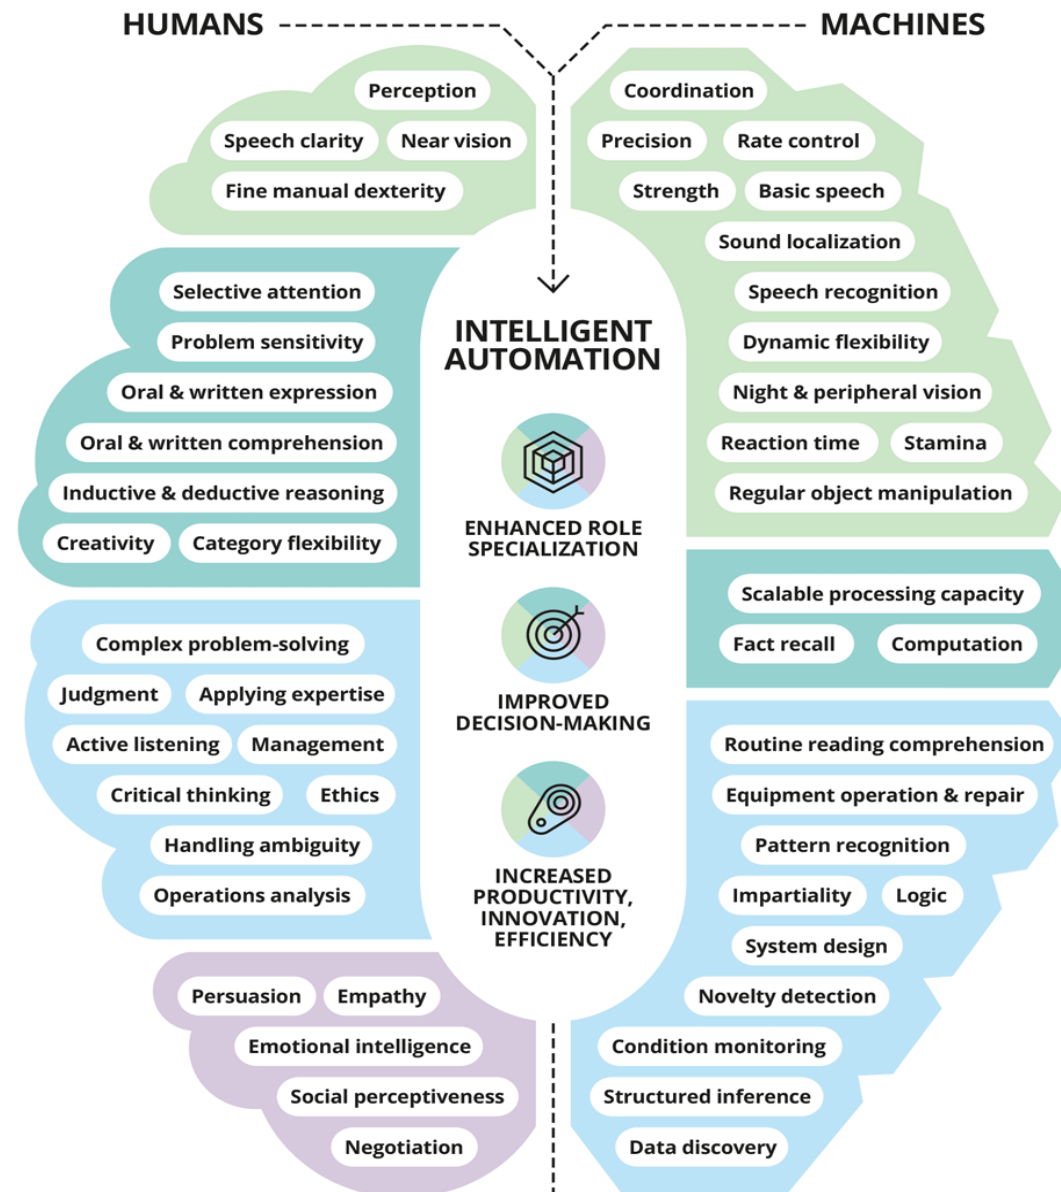 HUMANS
MACHINES
Perception
Speech clarity
Near vision
Fine manual dexterity
Selective attention
Problem sensitivity
Oral & written expression
Oral & written comprehension
Inductive & deductive reasoning
Creativity
Category flexibility
Complex problem-solving
Judgment
Applying expertise
Active listening
Management
Critical thinking
Ethics
Handling ambiguity
Operations analysis
Persuasion
Empathy
Emotional intelligence
Social perceptiveness
Negotiation
INTELLIGENT
AUTOMATION
ENHANCED ROLE
SPECIALIZATION
IMPROVED
DECISION-MAKING
INCREASED
PRODUCTIVITY,
INNOVATION,
EFFICIENCY
Coordination
Precision
Rate control
Strength
Basic speech
Sound localization
Speech recognition
Dynamic flexibility
Night & peripheral vision
Reaction time
Stamina
Regular object manipulation
Scalable processing capacity
Fact recall
Computation
Routine reading comprehension
Equipment operation & repair
Pattern recognition
Impartiality
Logic
System design
Novelty detection
Condition monitoring
Structured inference
Data discovery